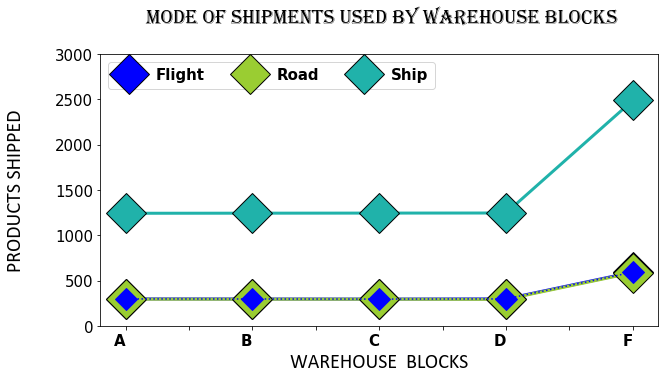 MODE OF SHIPMENTS USED BY WAREHOUSE BLOCKS
3000
2500
2000
1500
1000
500
0
PRODUCTS SHIPPED
Flight Road Ship
A B C D F
WAREHOUSE BLOCKS